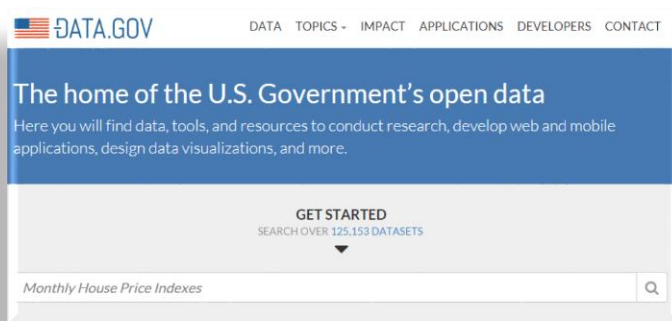 DATA.GOV
DATA TOPICS IMPACT APPLICATIONS DEVELOPERS CONTACT
The home of the U.S. Government's open data
Here you will find data, tools, and resources to conduct research, develop web and mobile
applications, design data visualizations, and more.
GET STARTED
SEARCH OVER 125,153 DATASETS
Monthly House Price Indexes